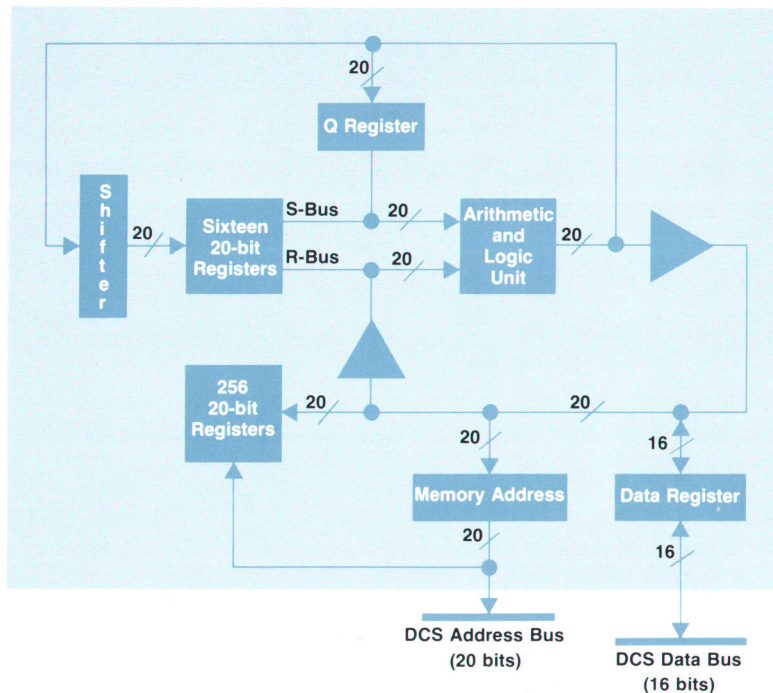 20
Q Register
Shifter
20
Sixteen
20-bit
Registers
S-Bus
20
R-Bus
20
Arithmetic
and
Logic
Unit
20
256
20-bit
Registers
20
20
20
16
Memory Address
Data Register
20
16
DCS Address Bus
(20 bits)
DCS Data Bus
(16 bits)